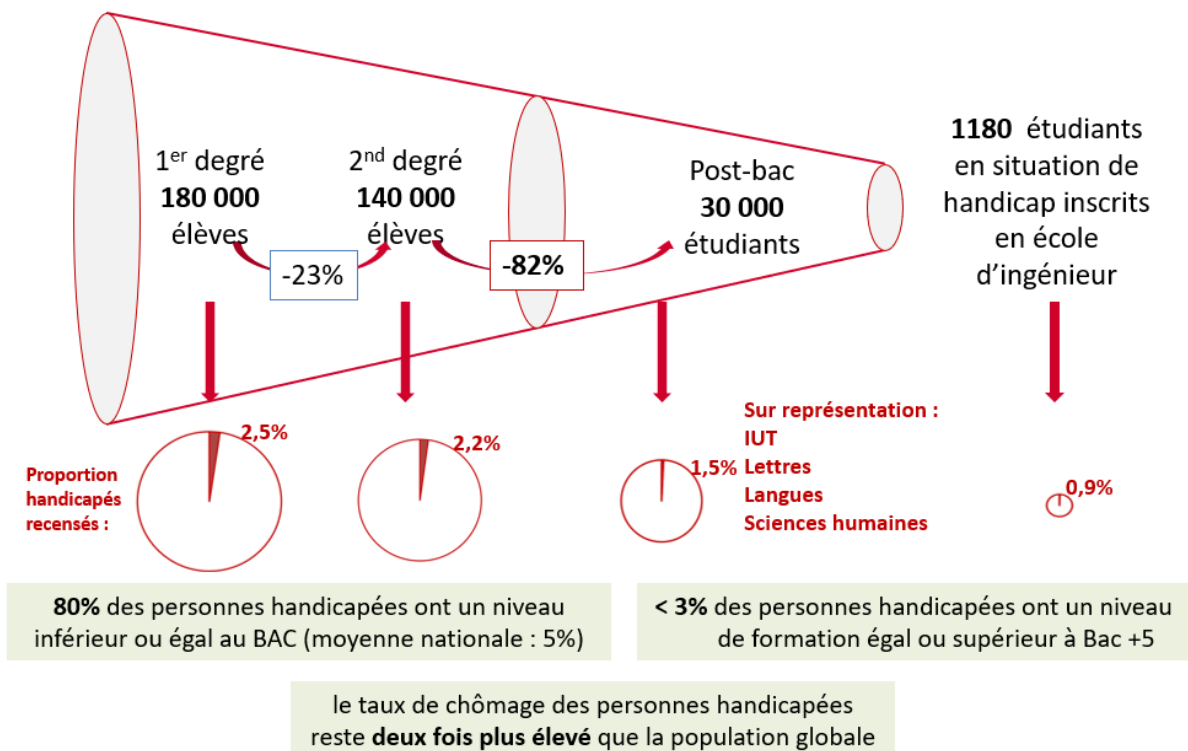 1er degré
180 000
élèves
-23%
2nd degré
140 000
élèves
-82%
Post-bac
30 000
étudiants
1180 étudiants
en situation de
handicap inscrits
en école
d’ingénieur
Proportion
handicapés
recensés :
2,5%
2,2%
1,5%
Sur représentation :
IUT
Lettres
Langues
Sciences humaines
0,9%
80% des personnes handicapées ont un niveau
inférieur ou égal au BAC (moyenne nationale : 5%)
< 3% des personnes handicapées ont un niveau
de formation égal ou supérieur à Bac +5
le taux de chômage des personnes handicapées
reste deux fois plus élevé que la population globale